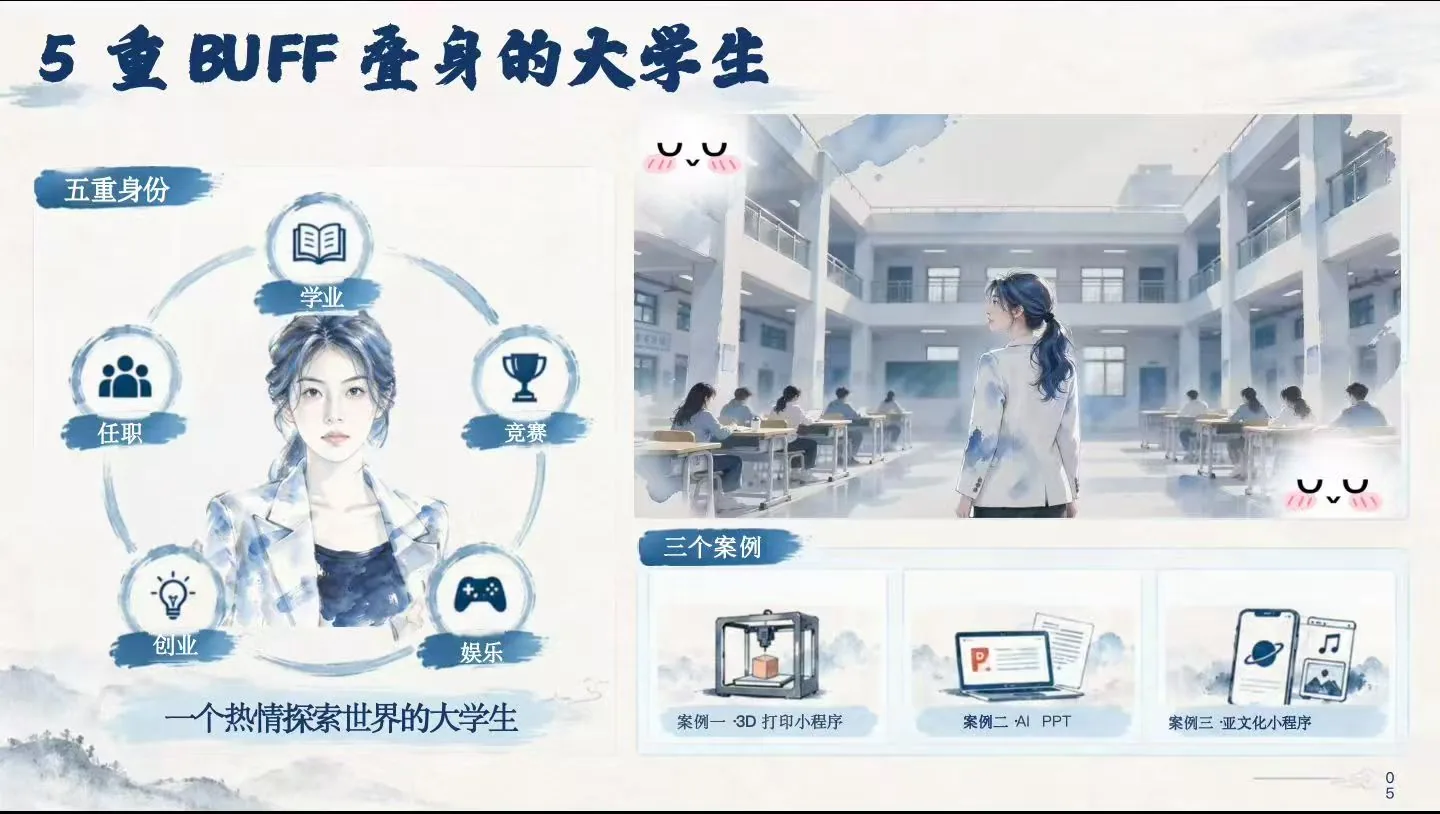 5 重 BUFF 叠身的大学生
五重身份
学业
任职
竞赛
创业
娱乐
一个热情探索世界的大学生
三个案例
P
案例一 ·3D 打印小程序
案例二 ·AI PPT
案例三 ·亚文化小程序
0
5